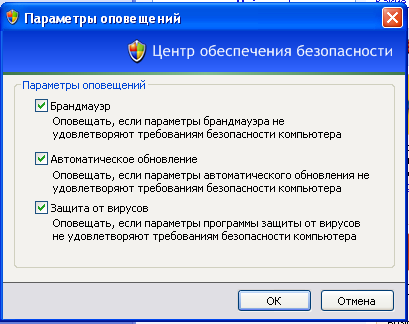 Параметры оповещений
Центр обеспечения безопасности
Параметры оповещений
Брандмауэр
Оповещать, если параметры брандмауэра не
удовлетворяют требованиям безопасности компьютера
Автоматическое обновление
Оповещать, если параметры автоматического обновления не
удовлетворяют требованиям безопасности компьютера
Защита от вирусов
Оповещать, если параметры программы защиты от вирусов
не удовлетворяют требованиям безопасности компьютера
ОК
Отмена